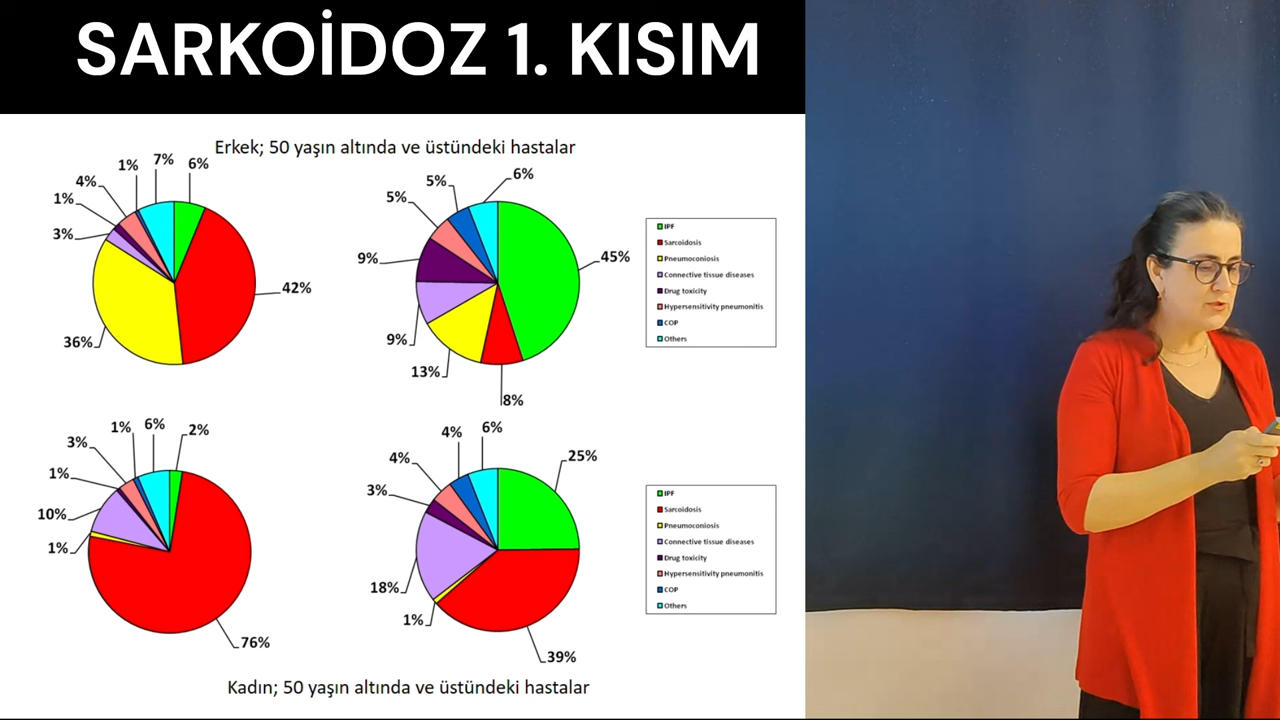 SARKOİDOZ 1. KISIM
Erkek; 50 yaşın altında ve üstündeki hastalar
1%
7%
6%
4%
1%
3%
36%
42%
5%
6%
5%
9%
9%
13%
8%
45%
IPF
Sarcoidosis
Pneumoconiosis
Connective tissue diseases
Drug toxicity
Hypersensitivity pneumonitis
COP
Others
1%
6%
2%
3%
1%
10%
1%
76%
4%
6%
4%
3%
18%
1%
39%
25%
IPF
Sarcoidosis
Pneumoconiosis
Connective tissue diseases
Drug toxicity
Hypersensitivity pneumonitis
COP
Others
Kadın; 50 yaşın altında ve üstündeki hastalar